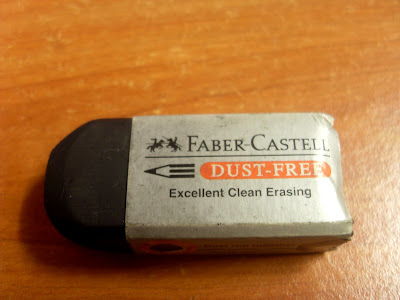 FABER-CASTELL
DUST-FREE
Excellent Clean Erasing